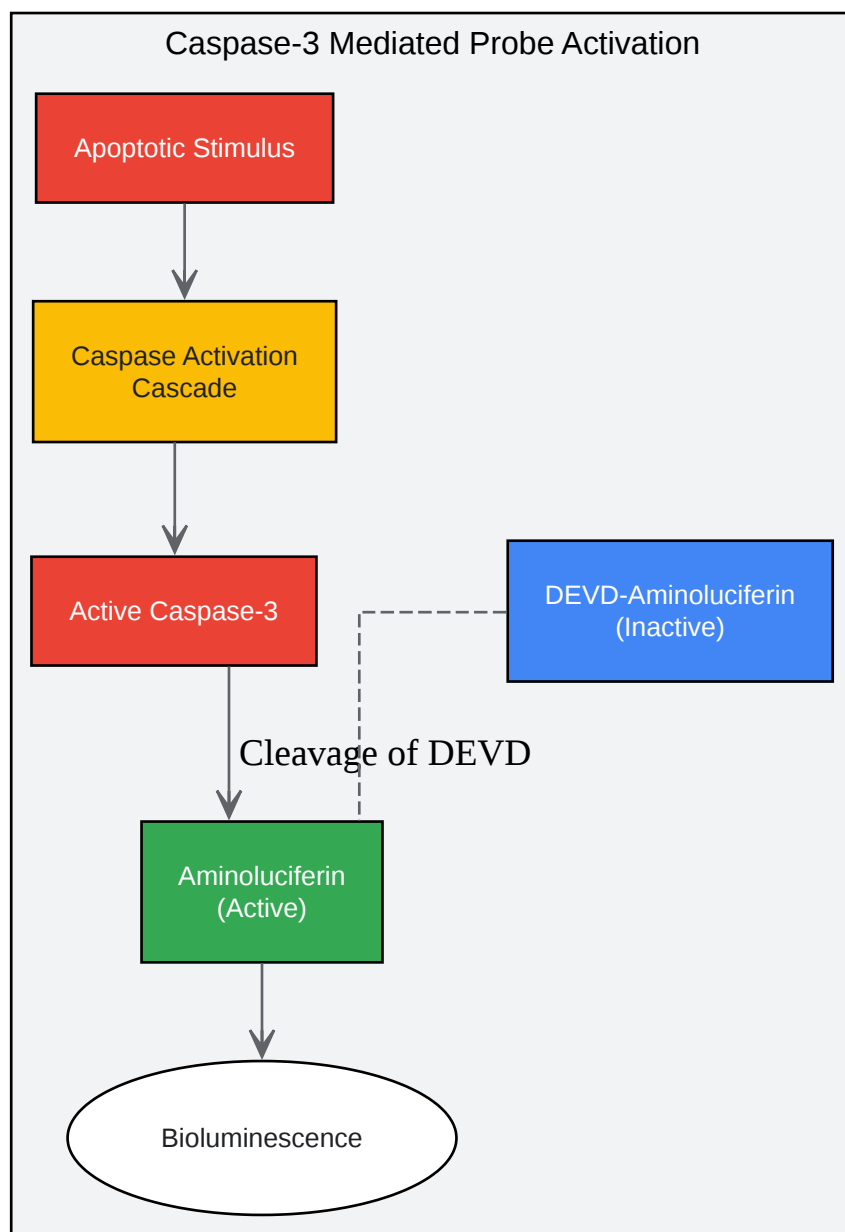 Caspase-3 Mediated Probe Activation
Apoptotic Stimulus
Caspase Activation
Cascade
Active Caspase-3
DEVD-Aminoluciferin
(Inactive)
Cleavage of DEVD
Aminoluciferin
(Active)
Bioluminescence